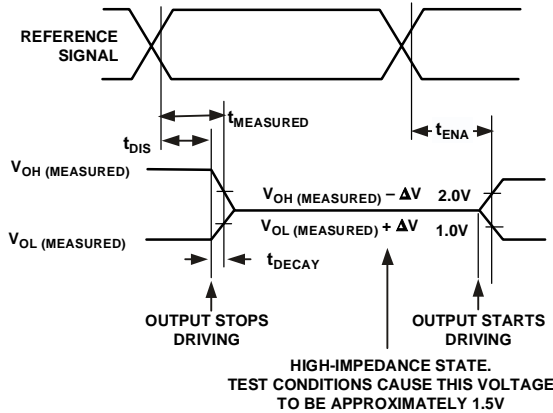 REFERENCE
SIGNAL
tMEASURED
tDIS
tENA
VOH (MEASURED)
VOH (MEASURED) – ΔV
2.0V
VOL (MEASURED)
VOL (MEASURED) + ΔV
1.0V
tDECAY
OUTPUT STOPS
DRIVING
OUTPUT STARTS
DRIVING
HIGH-IMPEDANCE STATE.
TEST CONDITIONS CAUSE THIS VOLTAGE
TO BE APPROXIMATELY 1.5V